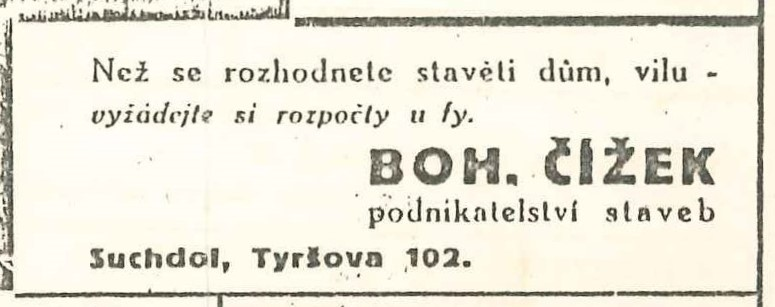 Než se rozhodnete stavěti dům, vilu -
vyžádejte si rozpočty u fy.
BOH. ČÍŽEK
podnikatelství staveb
Suchdol, Tyršova 102.